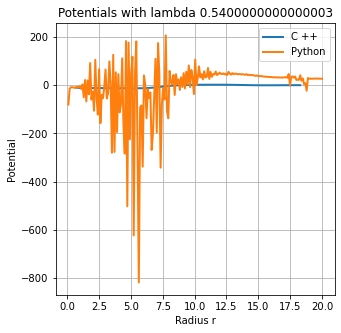 Potentials with lambda 0.5400000000000003
C ++
Python
200
0
−200
−400
−600
−800
Potential
0.0 2.5 5.0 7.5 10.0 12.5 15.0 17.5 20.0
Radius r